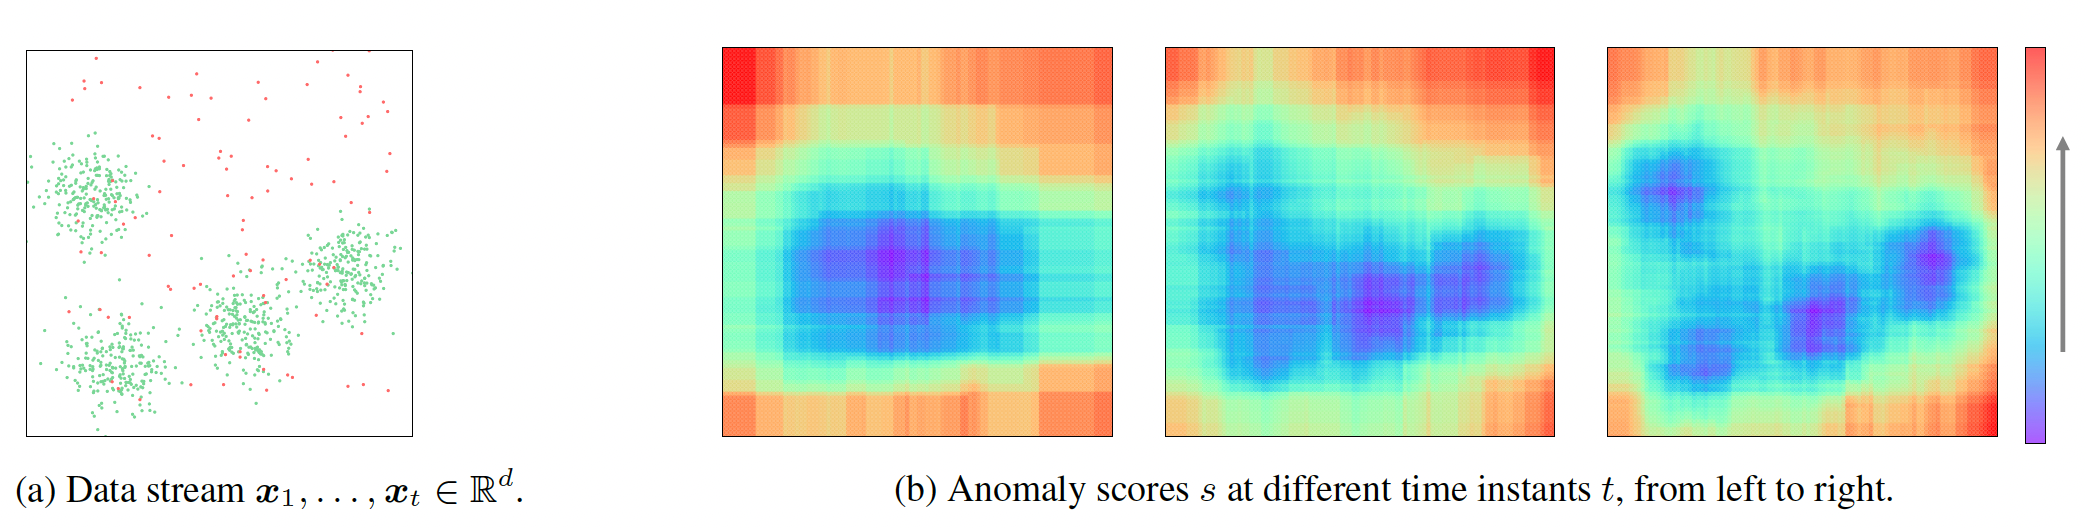 (a) Data stream x₁, . . . , xₜ ∈ ℝᵈ.
(b) Anomaly scores s at different time instants t, from left to right.